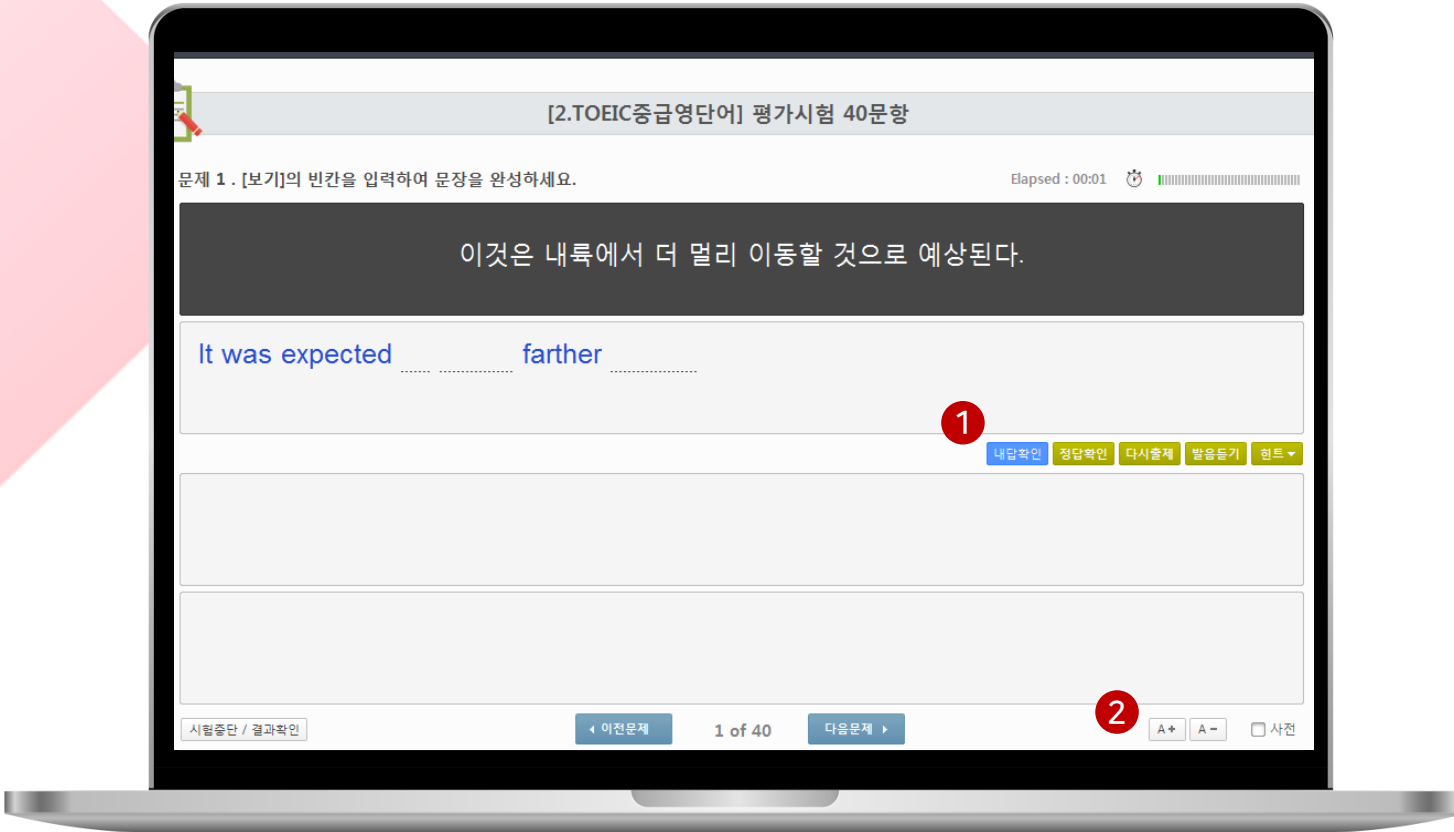 [2.TOEIC중급영단어] 평가시험 40문항
문제 1 . [보기]의 빈칸을 입력하여 문장을 완성하세요.
Elapsed : 00:01
이것은 내륙에서 더 멀리 이동할 것으로 예상된다.
It was expected farther
1
내답확인 정답확인 다시출제 발음듣기 힌트
2
시험중단 / 결과확인 이전문제 1 of 40 다음문제 A+ A- 사전